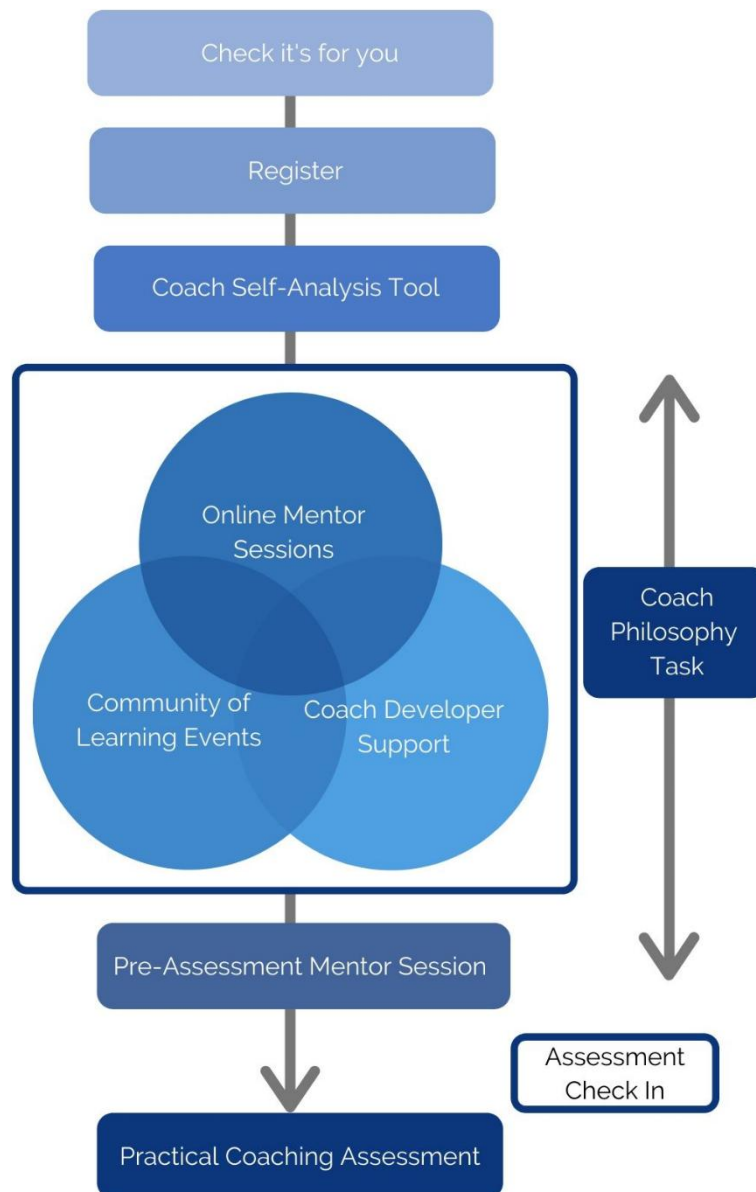 Check it's for you
Register
Coach Self-Analysis Tool
Online Mentor
Sessions
Community of
Learning Events
Coach Developer
Support
Coach
Philosophy
Task
Pre-Assessment Mentor Session
Assessment
Check In
Practical Coaching Assessment